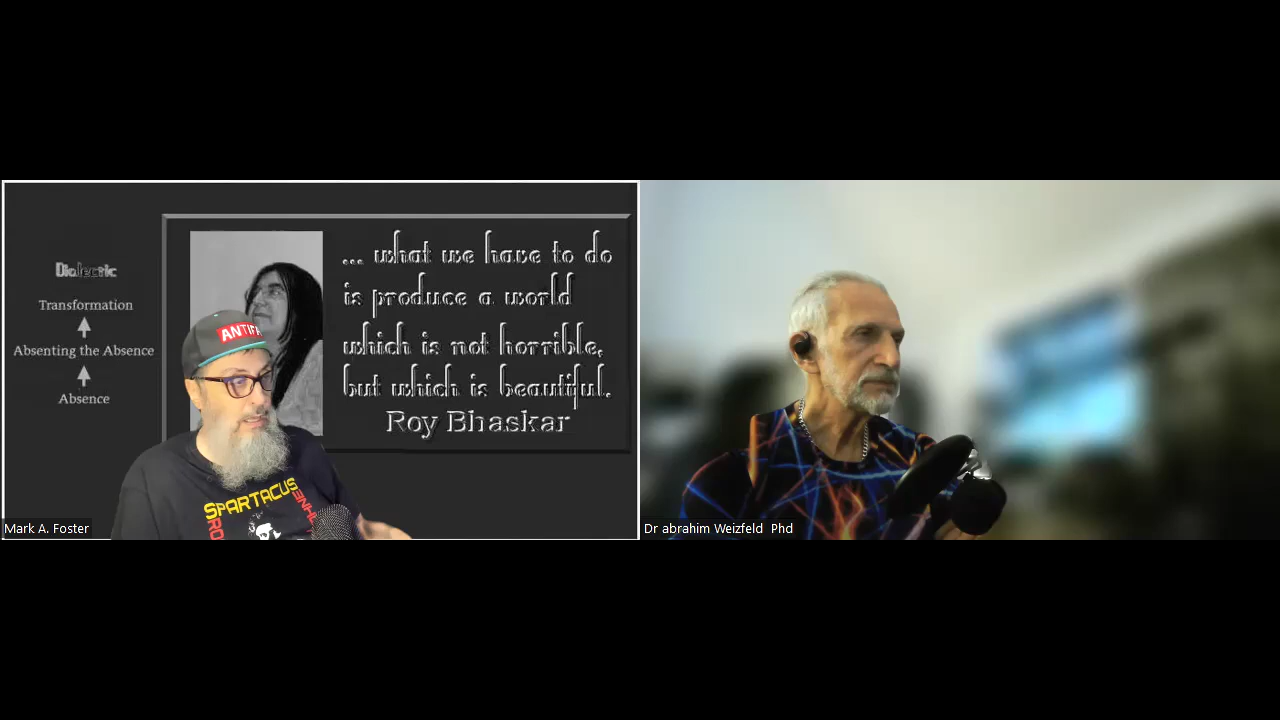 Dialectic
Transformation
Absenting the Absence
Absence
... what we have to do
is produce a world
which is not horrible,
but which is beautiful.
Roy Bhaskar
ANTIFA
SPARTACUS
Mark A. Foster
Dr abrahim Weizfeld Phd